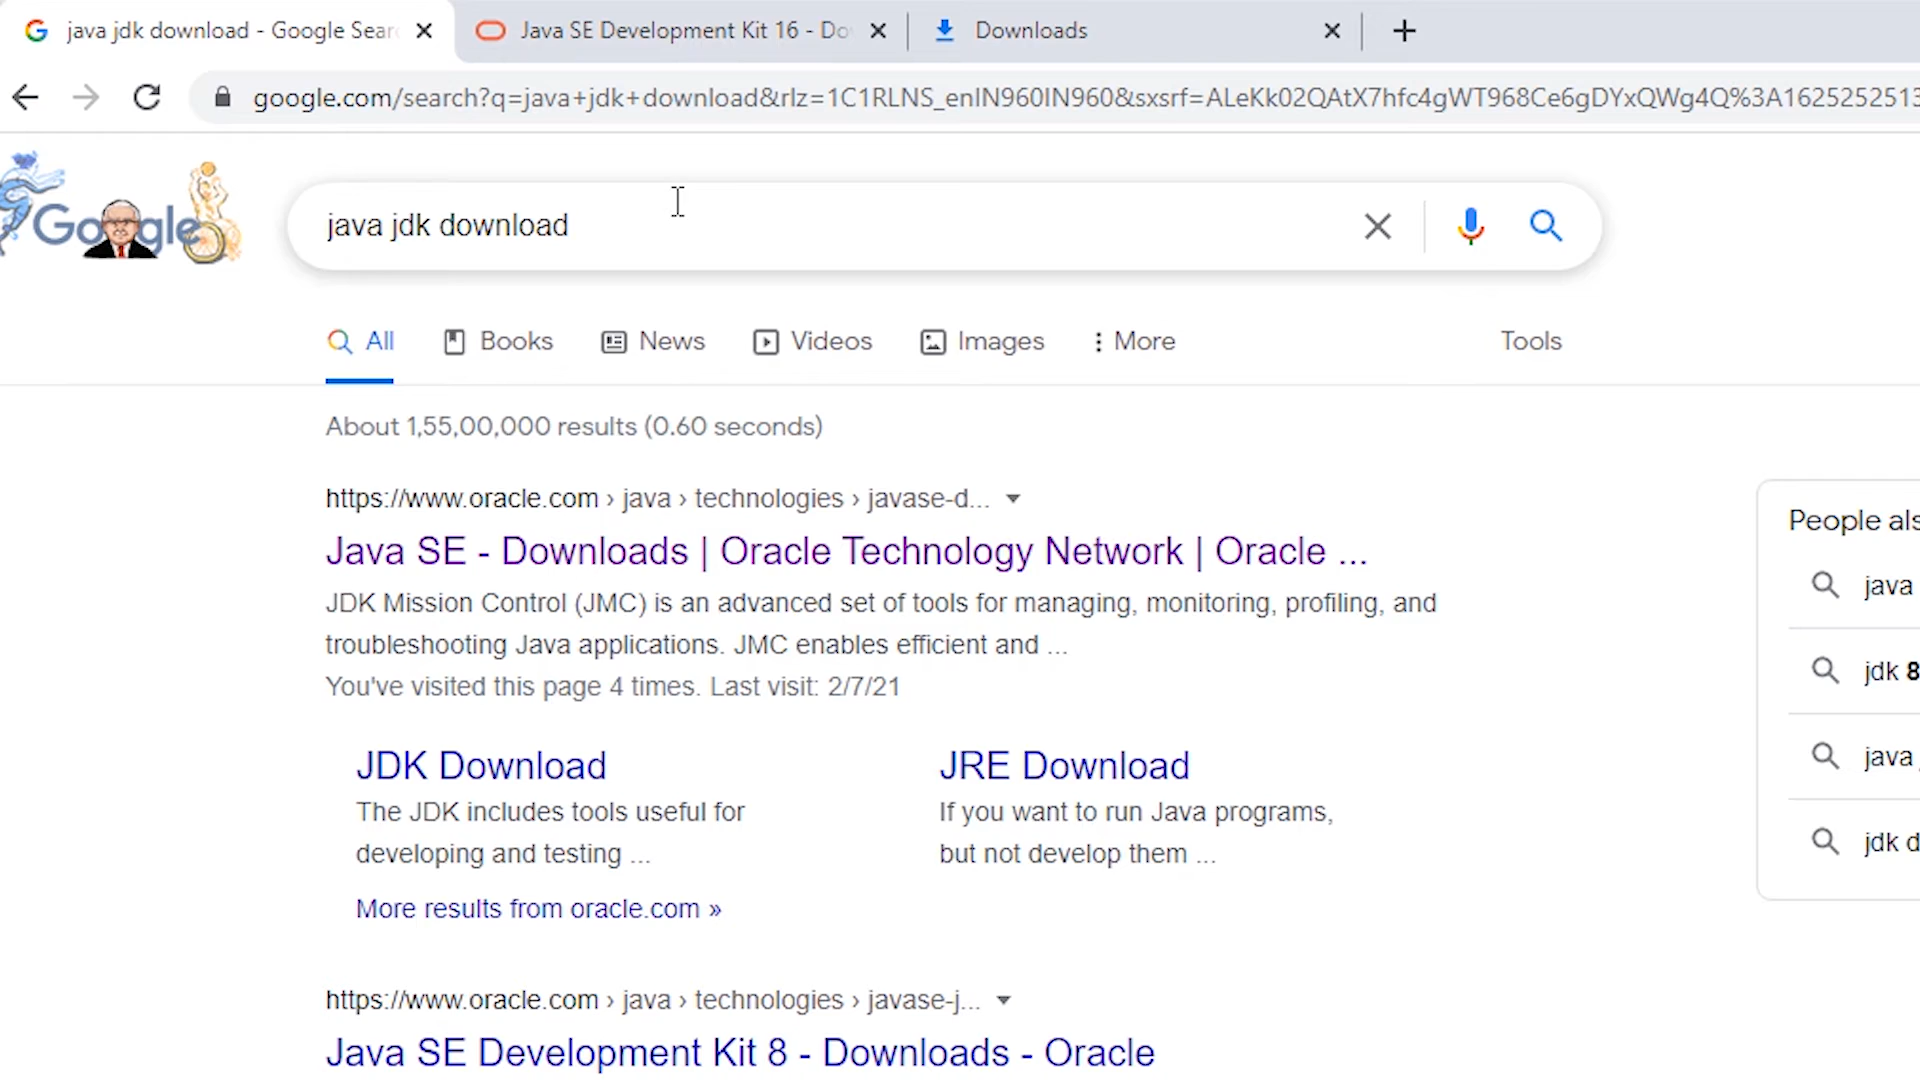 java jdk download - Google Sear
Java SE Development Kit 16 - Do
Downloads
google.com/search?q=java+jdk+download&rlz=1C1RLNS_enIN960IN960&sxsrf=ALeKk02QAtX7hfc4gWT968Ce6gDYxQWg4Q%3A1625252513
Google
java jdk download
All
Books
News
Videos
Images
More
Tools
About 1,55,00,000 results (0.60 seconds)
https://www.oracle.com › java › technologies › javase-d...
Java SE - Downloads | Oracle Technology Network | Oracle ...
JDK Mission Control (JMC) is an advanced set of tools for managing, monitoring, profiling, and
troubleshooting Java applications. JMC enables efficient and ...
You've visited this page 4 times. Last visit: 2/7/21
JDK Download
The JDK includes tools useful for
developing and testing ...
JRE Download
If you want to run Java programs,
but not develop them ...
More results from oracle.com »
https://www.oracle.com › java › technologies › javase-j...
Java SE Development Kit 8 - Downloads - Oracle
People als
java
jdk 8
java
jdk d